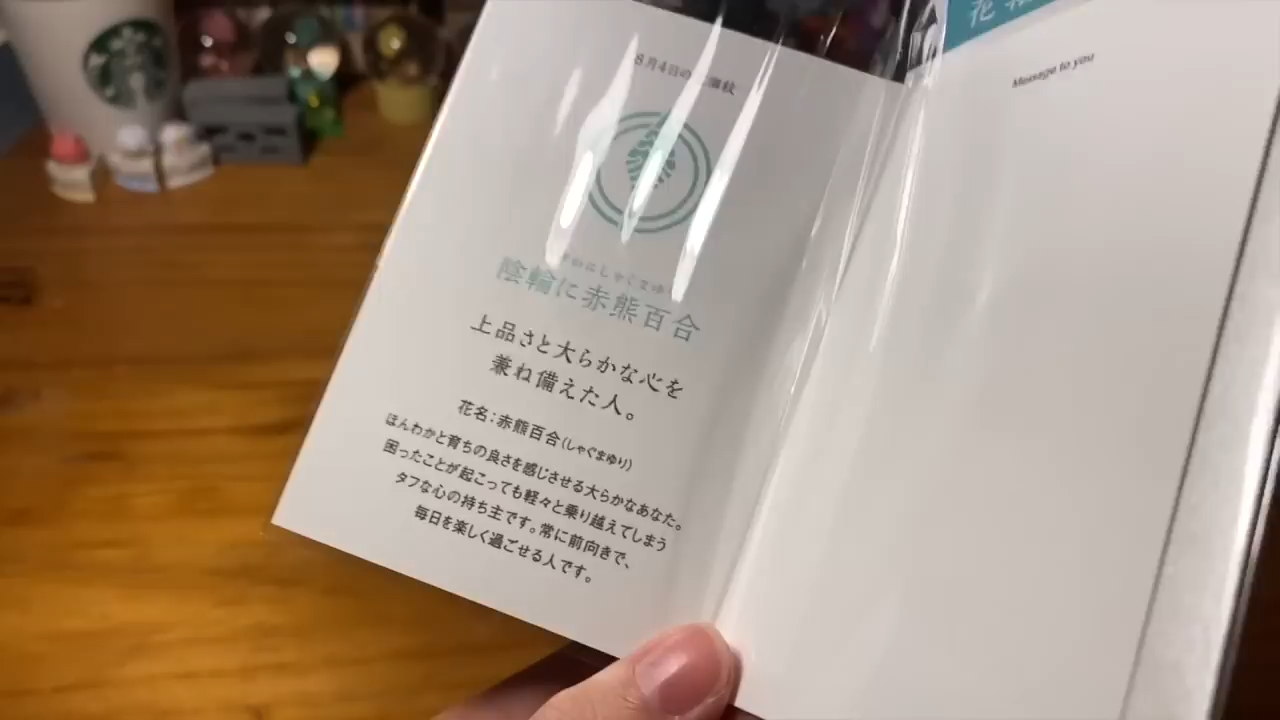 8月4日の
陰輪に赤熊百合
上品さと大らかな心を
兼ね備えた人。
花名:赤熊百合(しゃぐまゆり)
ほんわかと育ちの良さを感じさせる大らかなあなた。
困ったことが起こっても軽々と乗り越えてしまう
タフな心の持ち主です。常に前向きで、
毎日を楽しく過ごせる人です。
Message to you